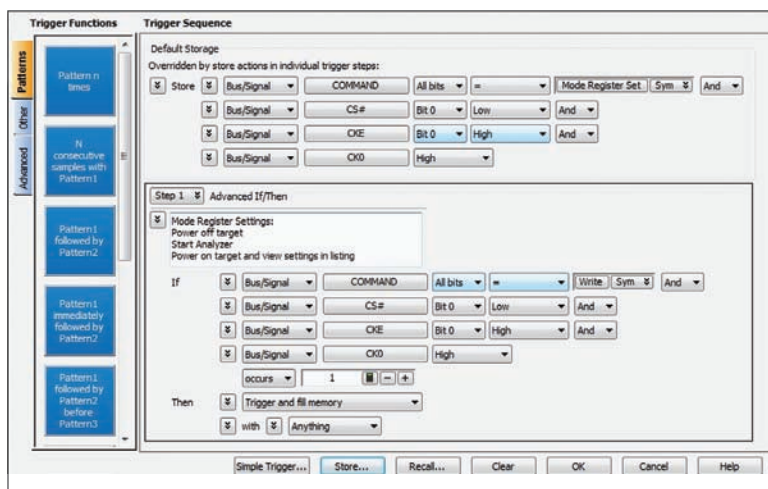 Trigger Functions
Trigger Sequence
Patterns
Other
Advanced
Pattern n
times
N
consecutive
samples with
Pattern1
Pattern1
followed by
Pattern2
Pattern1
immediately
followed by
Pattern2
Pattern1
followed by
Pattern2
before
Pattern3
Default Storage
Overridden by store actions in individual trigger steps:
Store Bus/Signal COMMAND All bits = Mode Register Set Sym And
Bus/Signal CS# Bit 0 Low And
Bus/Signal CKE Bit 0 High And
Bus/Signal CK0 High
Step 1 Advanced If/Then
Mode Register Settings:
Power off target
Start Analyzer
Power on target and view settings in listing
If Bus/Signal COMMAND All bits = Write Sym And
Bus/Signal CS# Bit 0 Low And
Bus/Signal CKE Bit 0 High And
Bus/Signal CK0 High
occurs 1 - +
Then Trigger and fill memory
with Anything
Simple Trigger... Store... Recall... Clear OK Cancel Help